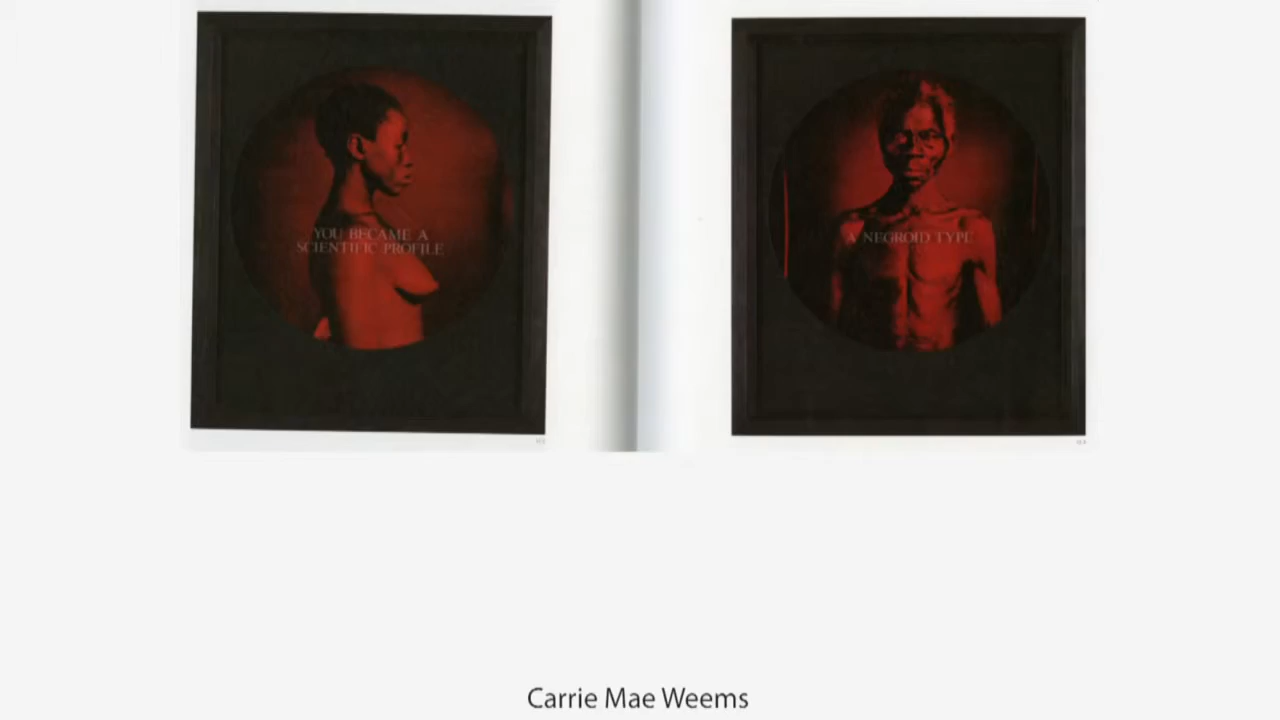 YOU BECAME A
SCIENTIFIC PROFILE
A NEGROID TYPE
Carrie Mae Weems